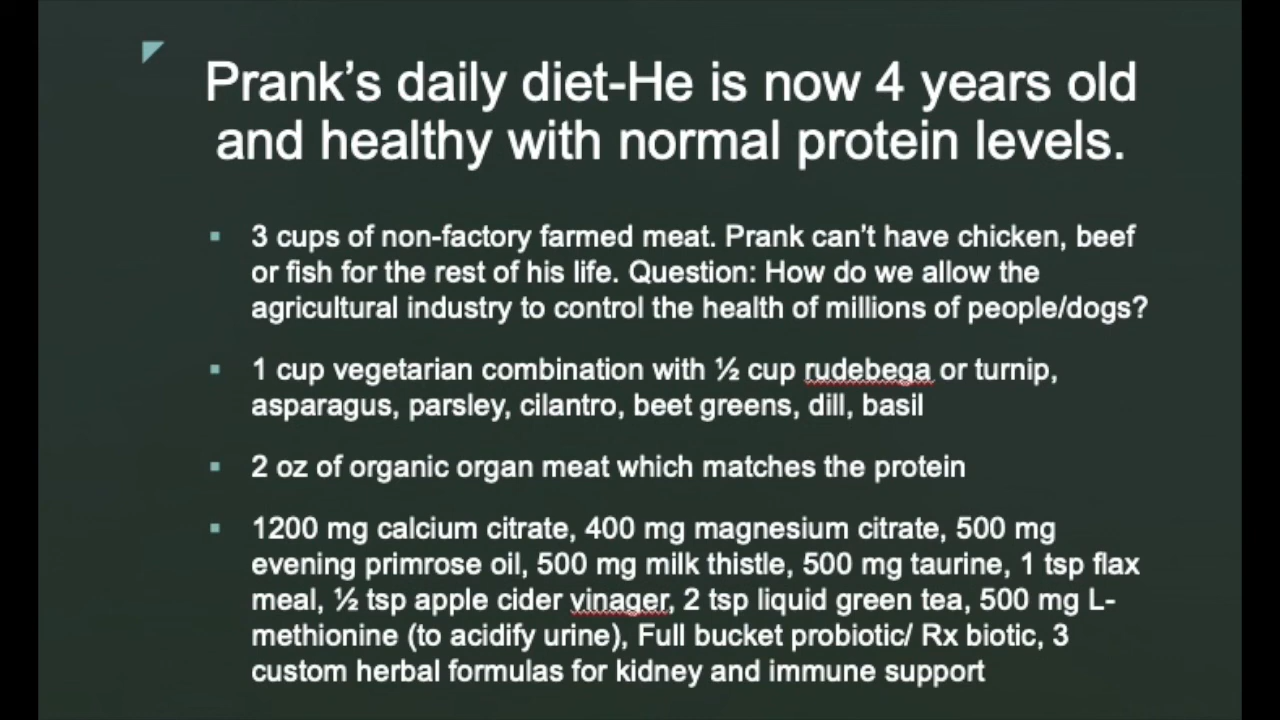 Prank’s daily diet-He is now 4 years old
and healthy with normal protein levels.
▪ 3 cups of non-factory farmed meat. Prank can’t have chicken, beef
or fish for the rest of his life. Question: How do we allow the
agricultural industry to control the health of millions of people/dogs?
▪ 1 cup vegetarian combination with ½ cup rudebega or turnip,
asparagus, parsley, cilantro, beet greens, dill, basil
▪ 2 oz of organic organ meat which matches the protein
▪ 1200 mg calcium citrate, 400 mg magnesium citrate, 500 mg
evening primrose oil, 500 mg milk thistle, 500 mg taurine, 1 tsp flax
meal, ½ tsp apple cider vinager, 2 tsp liquid green tea, 500 mg L-
methionine (to acidify urine), Full bucket probiotic/ Rx biotic, 3
custom herbal formulas for kidney and immune support